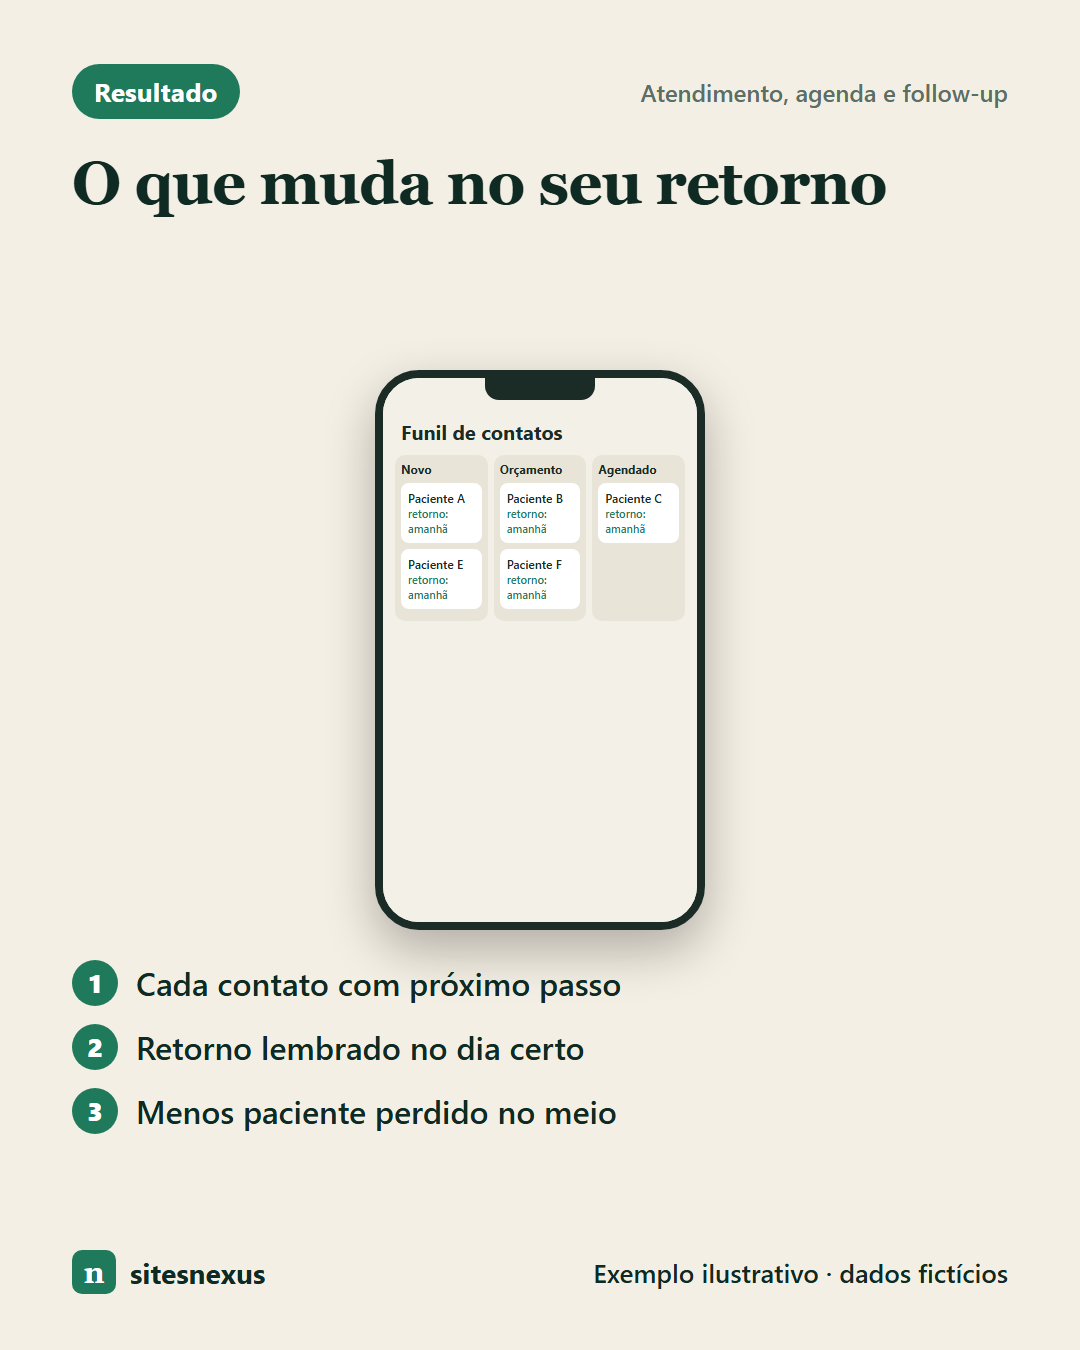 Resultado
Atendimento, agenda e follow-up
O que muda no seu retorno
Funil de contatos
Novo
Paciente A
retorno:
amanhã
Paciente E
retorno:
amanhã
Orçamento
Paciente B
retorno:
amanhã
Paciente F
retorno:
amanhã
Agendado
Paciente C
retorno:
amanhã
1 Cada contato com próximo passo
2 Retorno lembrado no dia certo
3 Menos paciente perdido no meio
n sitesnexus
Exemplo ilustrativo · dados fictícios